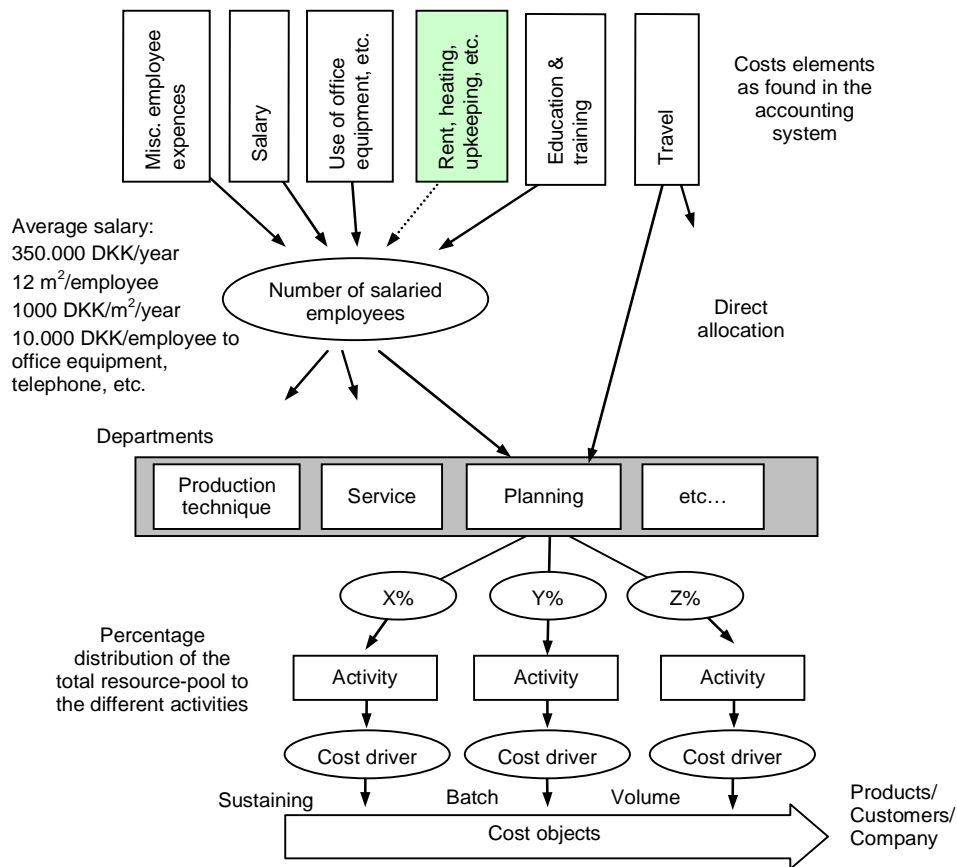 Misc. employee
expences
Salary
Use of office
equipment, etc.
Rent, heating,
upkeeping, etc.
Education &
training
Travel
Costs elements
as found in the
accounting
system
Average salary:
350.000 DKK/year
12 m²/employee
1000 DKK/m²/year
10.000 DKK/employee to
office equipment,
telephone, etc.
Number of salaried
employees
Direct
allocation
Departments
Production
technique
Service
Planning
etc…
X%
Y%
Z%
Percentage
distribution of the
total resource-pool to
the different activities
Activity
Activity
Activity
Cost driver
Cost driver
Cost driver
Sustaining
Batch
Volume
Cost objects
Products/
Customers/
Company